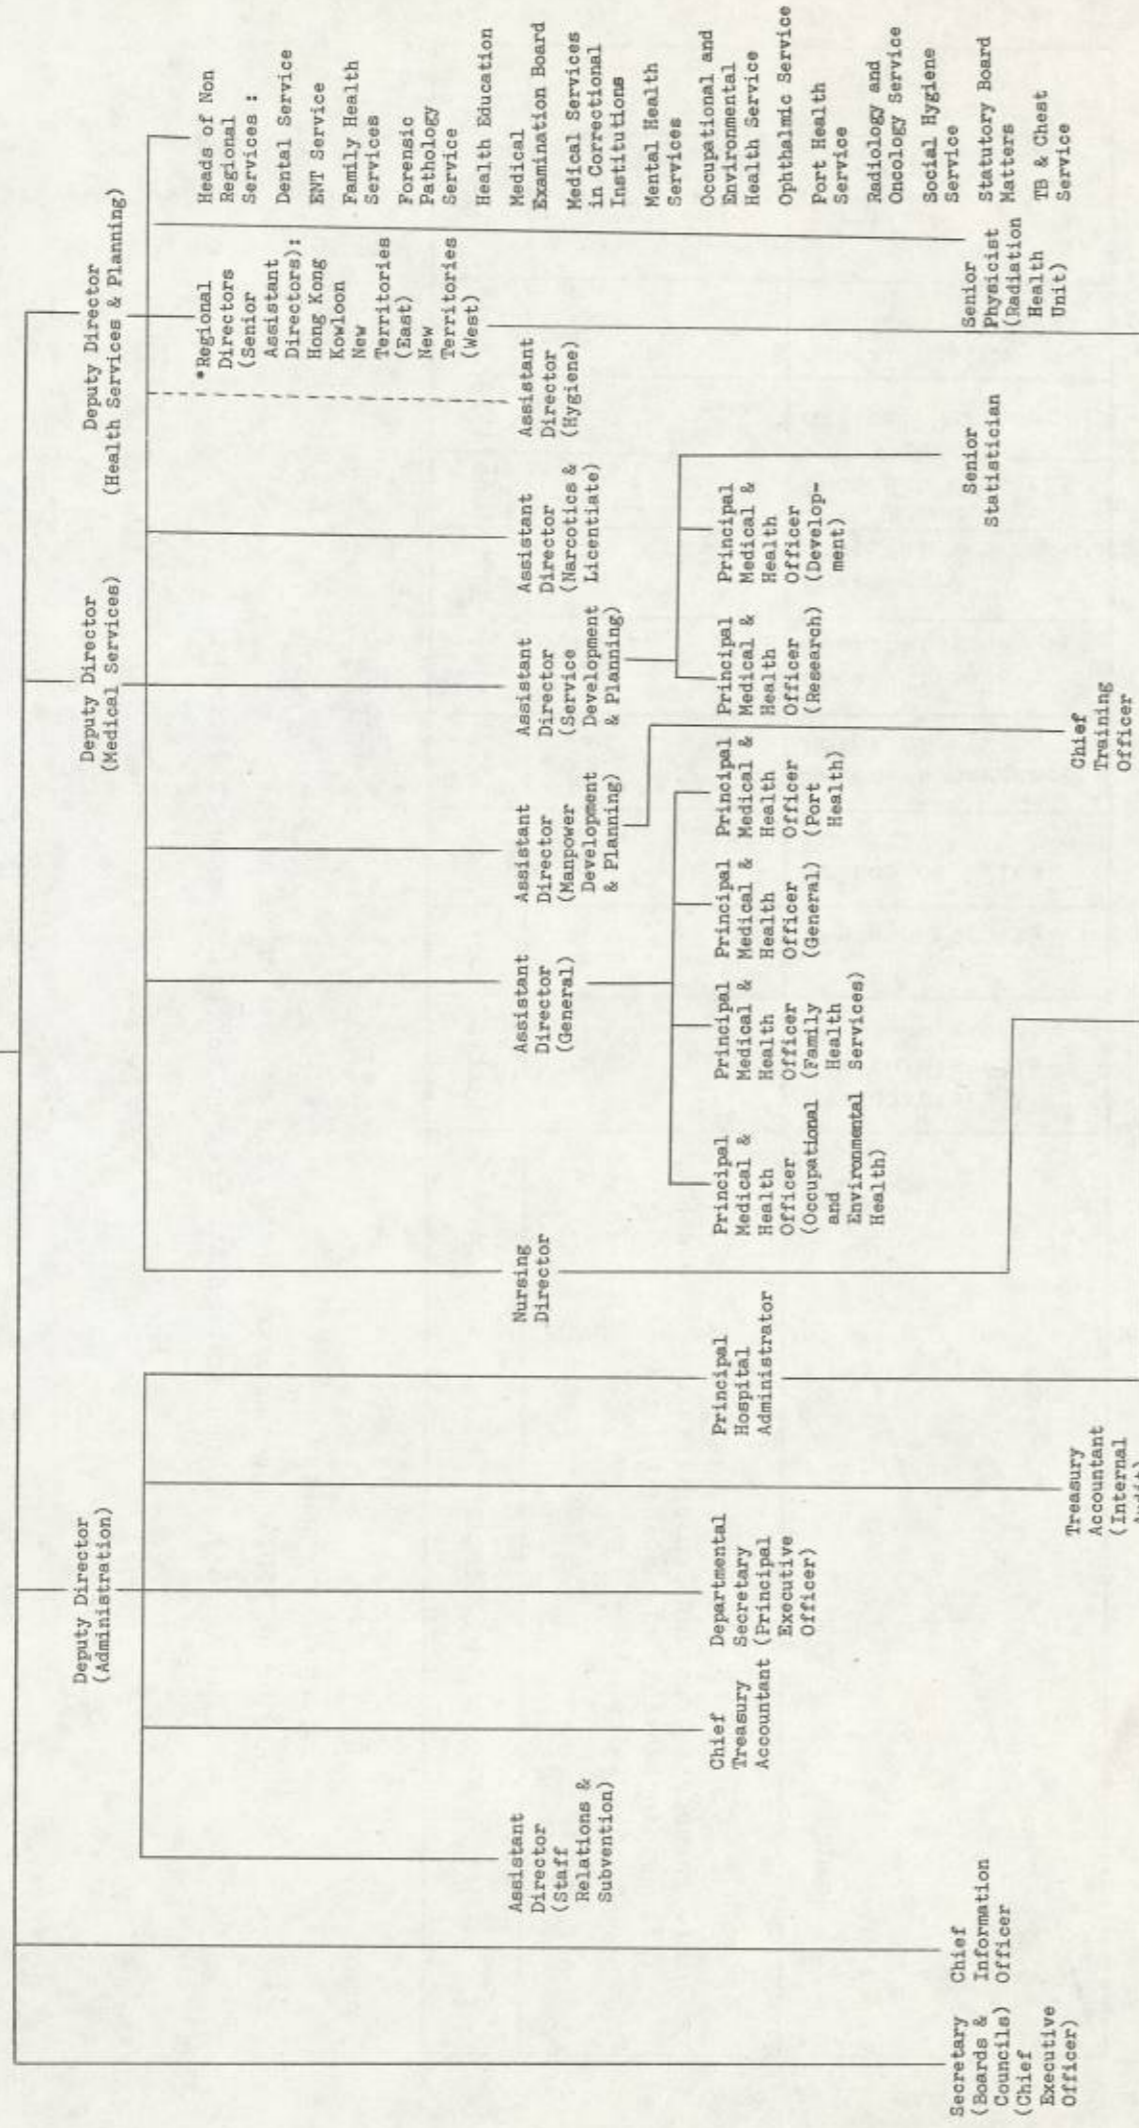 Deputy Director
(Administration)
Deputy Director
(Medical Services)
Deputy Director
(Health Services & Planning)
Secretary
(Boards &
Councils)
(Chief
Executive
Officer)
Chief
Information
Officer
Assistant
Director
(Staff
Relations &
Subvention)
Chief
Treasury
Accountant
Departmental
Secretary
(Principal
Executive
Officer)
Treasury
Accountant
(Internal
Audit)
Principal
Hospital
Administrator
Nursing
Director
Assistant
Director
(General)
Principal
Medical &
Health
Officer
(Occupational
and
Environmental
Health)
Principal
Medical &
Health
Officer
(Family
Health
Services)
Principal
Medical &
Health
Officer
(General)
Principal
Medical &
Health
Officer
(Port
Health)
Assistant
Director
(Manpower
Development
& Planning)
Chief
Training
Officer
Assistant
Director
(Service
Development
& Planning)
Principal
Medical &
Health
Officer
(Research)
Principal
Medical &
Health
Officer
(Develop-
ment)
Senior
Statistician
Assistant
Director
(Narcotics &
Licentiate)
Assistant
Director
(Hygiene)
*Regional
Directors
(Senior
Assistant
Directors):
Hong Kong
Kowloon
New
Territories
(East)
New
Territories
(West)
Senior
Physicist
(Radiation
Health
Unit)
Heads of Non
Regional
Services :
Dental Service
ENT Service
Family Health
Services
Forensic
Pathology
Service
Health Education
Medical
Examination Board
Medical Services
in Correctional
Institutions
Mental Health
Services
Occupational and
Environmental
Health Service
Ophthalmic Service
Port Health
Service
Radiology and
Oncology Service
Social Hygiene
Service
Statutory Board
Matters
TB & Chest
Service